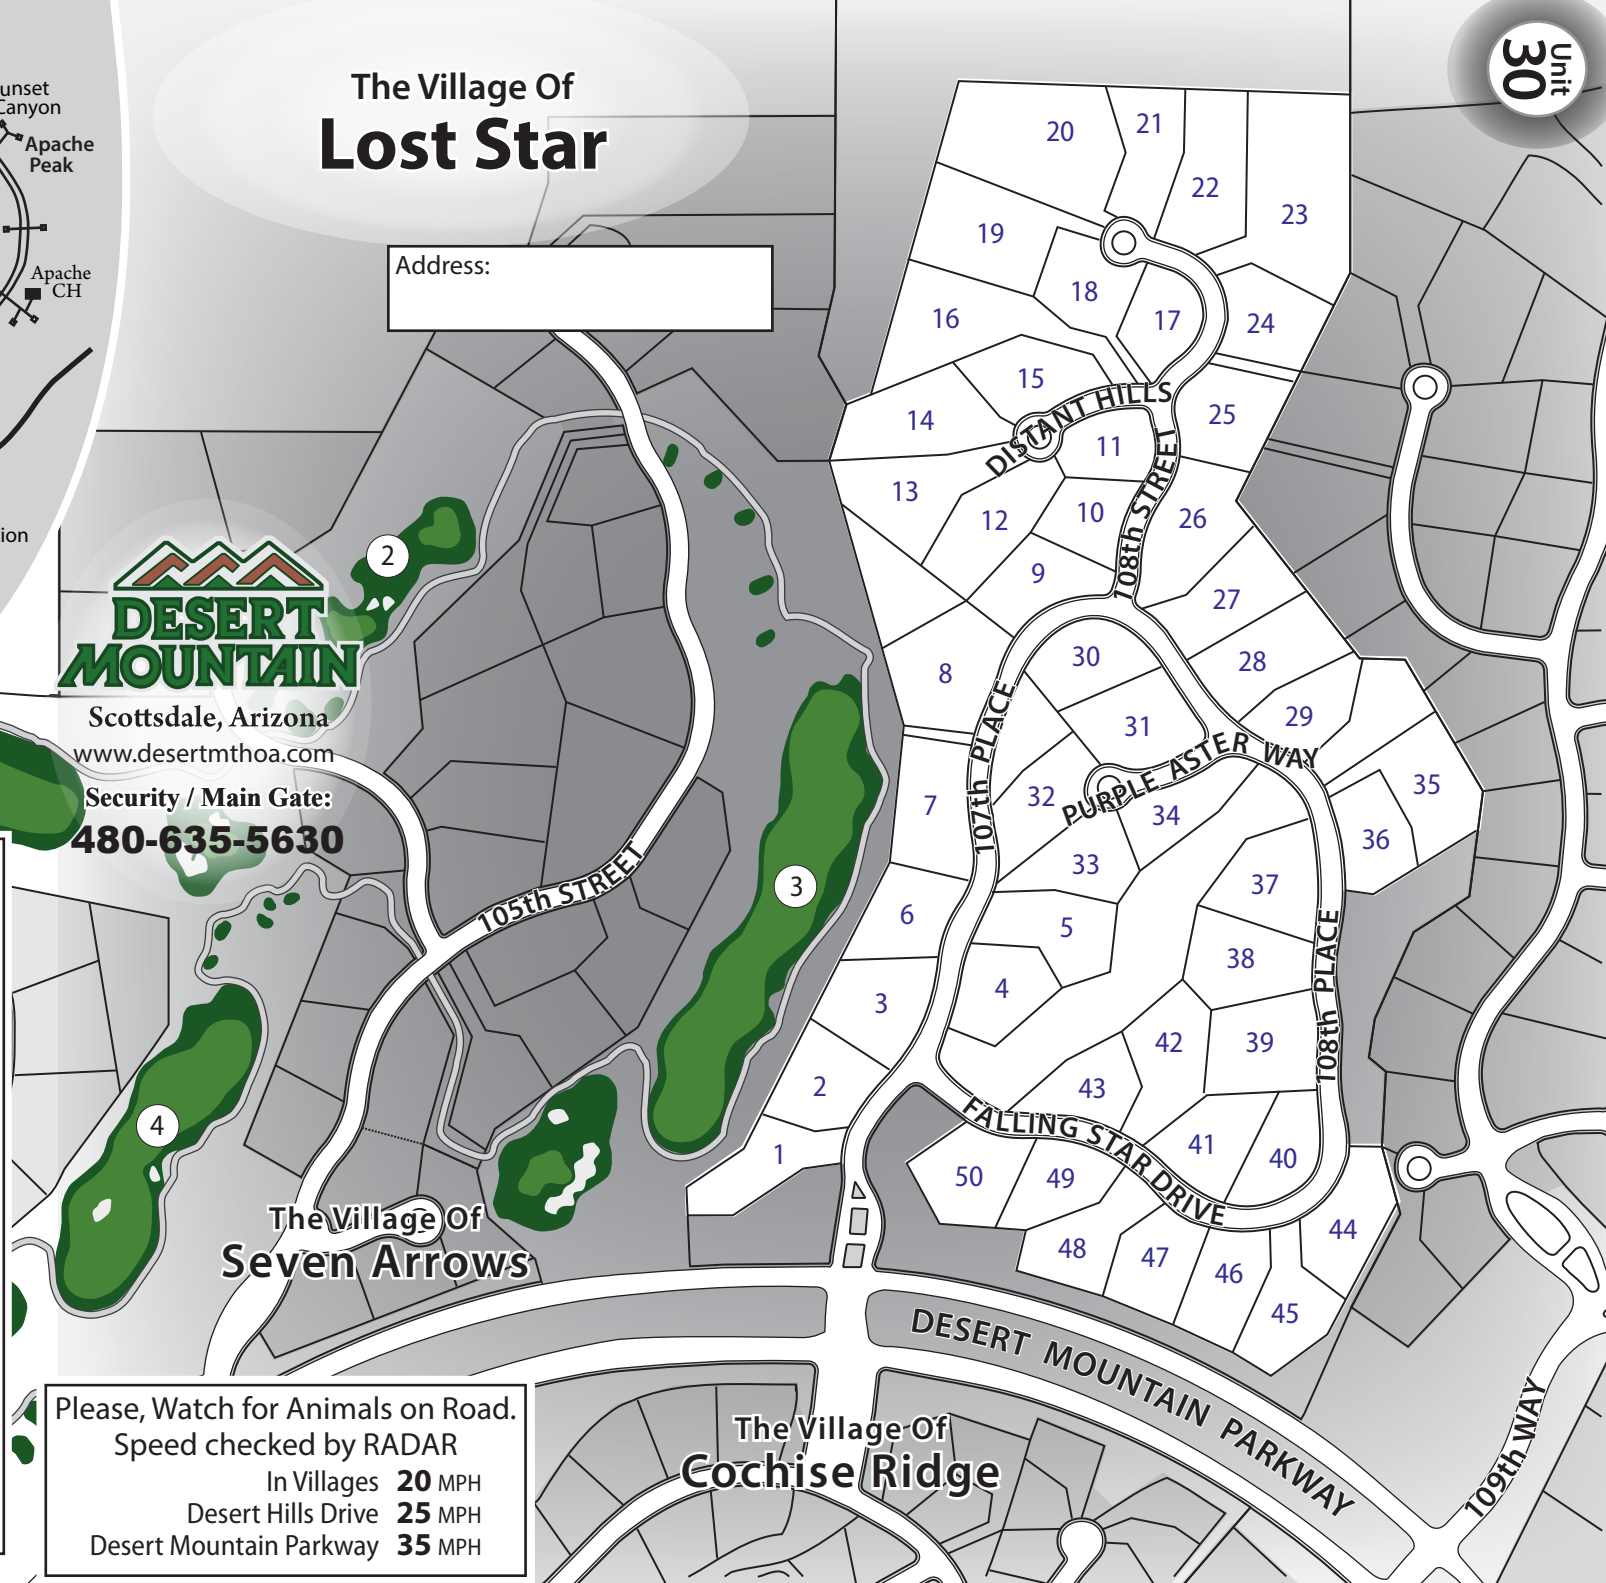 The Village Of
Lost Star
Unit
30
unset
Canyon
Apache
Peak
Apache
CH
ion
Address:
DESERT
MOUNTAIN
Scottsdale, Arizona
www.desertmthoa.com
Security / Main Gate:
480-635-5630
2
3
4
105th STREET
The Village Of
Seven Arrows
20
21
22
23
19
18
17
24
16
15
DISTANT HILLS
14
25
11
13
12
10
108th STREET
26
9
27
8
30
28
31
29
107th PLACE
PURPLE ASTER WAY
7
32
34
35
36
33
37
6
5
38
108th PLACE
4
3
42
39
43
2
FALLING STAR DRIVE
1
41
40
50
49
44
48
47
46
45
DESERT MOUNTAIN PARKWAY
109th WAY
The Village Of
Cochise Ridge
Please, Watch for Animals on Road.
Speed checked by RADAR
In Villages 20 MPH
Desert Hills Drive 25 MPH
Desert Mountain Parkway 35 MPH